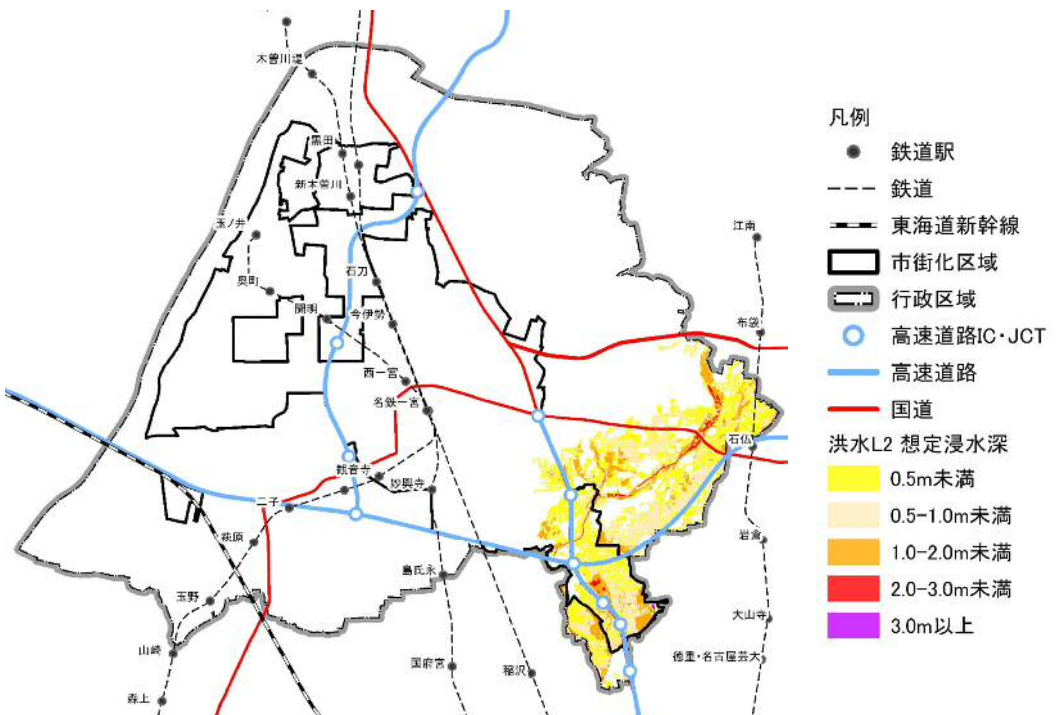 木曽川堤
黒田
新木曽川
玉ノ井
石刀
奥町
開明
今伊勢
西一宮
名鉄一宮
観音寺
妙興寺
二子
萩原
島氏永
玉野
山崎
森上
国府宮
稲沢
江南
布袋
石仏
岩倉
大山寺
徳重・名古屋芸大
凡例
鉄道駅
鉄道
東海道新幹線
市街化区域
行政区域
高速道路IC・JCT
高速道路
国道
洪水L2 想定浸水深
0.5m未満
0.5-1.0m未満
1.0-2.0m未満
2.0-3.0m未満
3.0m以上